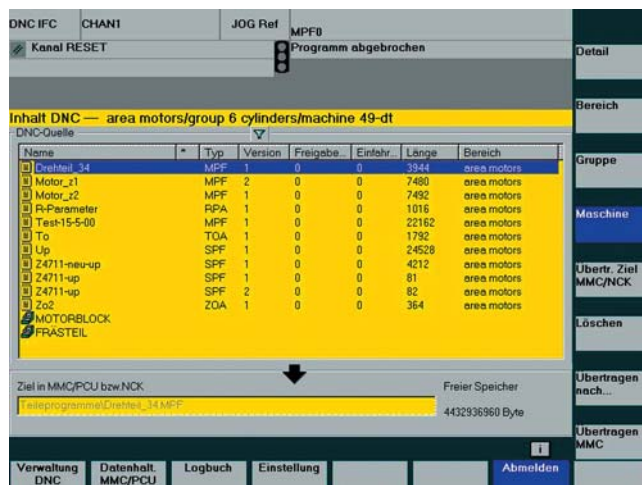 DNC IFC CHAN1 JOG Ref MPF0
Kanal RESET Programm abgebrochen
Inhalt DNC — area motors/group 6 cylinders/machine 49-dt
DNC-Quelle
Name * Typ Version Freigabe... Einfahr... Länge Bereich
Drehteil_34 MPF 1 0 0 3944 area motors
Motor_z1 MPF 2 0 0 7480 area motors
Motor_z2 MPF 1 0 0 7492 area motors
R-Parameter RPA 1 0 0 1016 area motors
Test-15-5-00 MPF 1 0 0 22162 area motors
To TOA 1 0 0 1792 area motors
Up SPF 1 0 0 24528 area motors
Z4711-neu-up SPF 1 0 0 4212 area motors
Z4711-up SPF 1 0 0 81 area motors
Z4711-up SPF 2 0 0 82 area motors
Zo2 ZOA 1 0 0 364 area motors
MOTORBLOCK
FRÄSTEIL
Ziel in MMC/PCU bzw.NCK Freier Speicher
Teileprogramme\Drehteil_34.MPF
4432936960 Byte
i
Detail
Bereich
Gruppe
Maschine
Übertr. Ziel
MMC/NCK
Löschen
Übertragen
nach...
Übertragen
MMC
Verwaltung
DNC
Datenhalt.
MMC/PCU
Logbuch
Einstellung
Abmelden